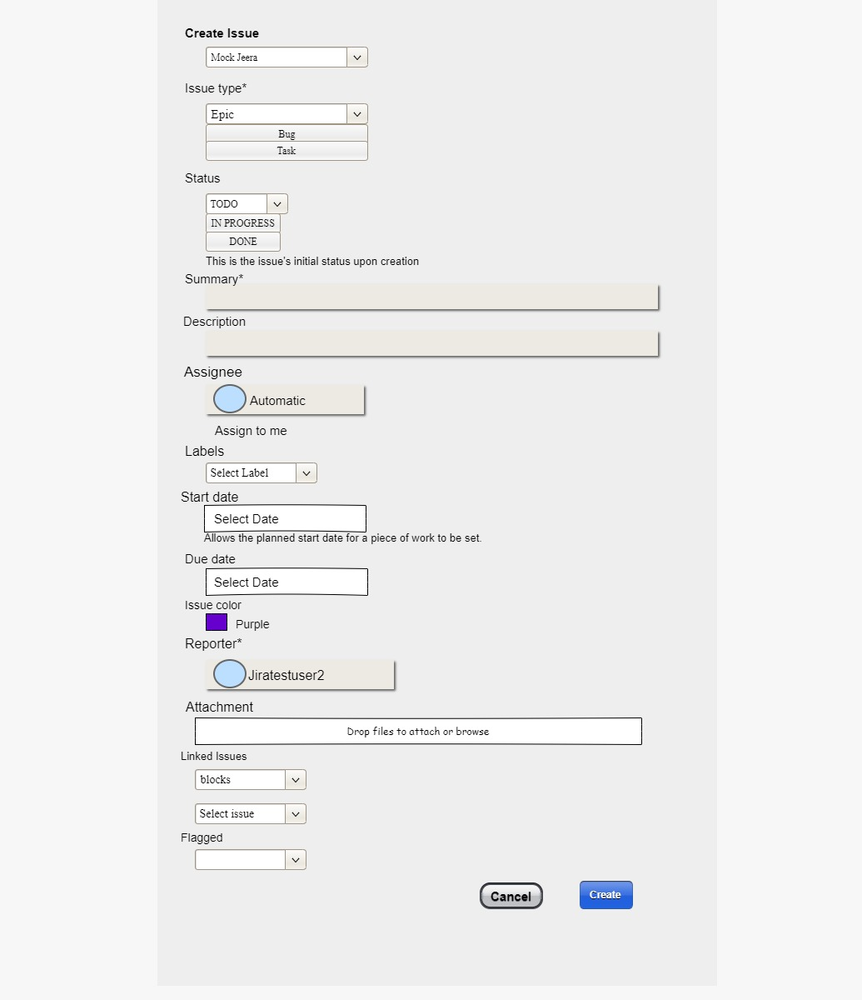 Create Issue
Mock Jeera
Issue type*
Epic
Bug
Task
Status
TODO
IN PROGRESS
DONE
This is the issue's initial status upon creation
Summary*
Description
Assignee
Automatic
Assign to me
Labels
Select Label
Start date
Select Date
Allows the planned start date for a piece of work to be set.
Due date
Select Date
Issue color
Purple
Reporter*
Jiratestuser2
Attachment
Drop files to attach or browse
Linked Issues
blocks
Select issue
Flagged
Cancel
Create